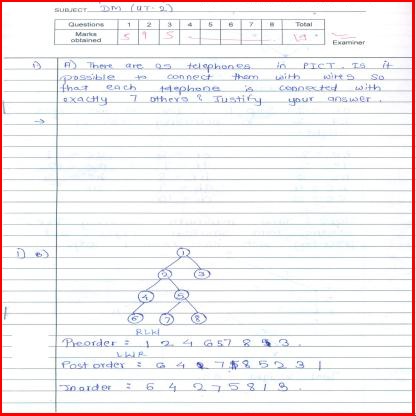 SUBJECT DM (UT-2)
Questions 1 2 3 4 5 6 7 8 Total
Marks obtained 5 9 5 19
Examiner
1) A) There are 25 telephones in PICT. Is it
possible to connect them with wires so
that each telephone is connected with
exactly 7 others? Justify your answer.
→
1) B)
1
2 3
4 5
6 7 8
RLW
Preorder = 1 2 4 6 5 7 8 3.
LWR
Post order = 6 4 7 8 5 2 3 1
Inorder = 6 4 2 7 5 8 1 3.